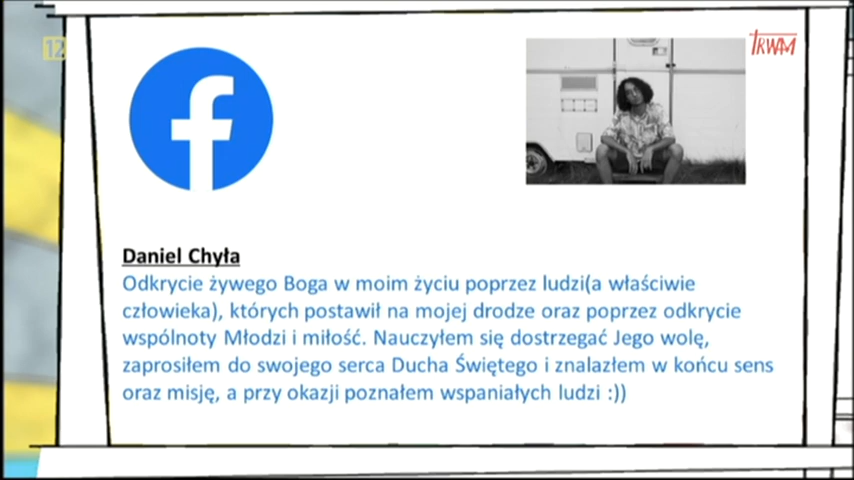 12
TRWAM
Daniel Chyła
Odkrycie żywego Boga w moim życiu poprzez ludzi(a właściwie
człowieka), których postawił na mojej drodze oraz poprzez odkrycie
wspólnoty Młodzi i miłość. Nauczyłem się dostrzegać Jego wolę,
zaprosiłem do swojego serca Ducha Świętego i znalazłem w końcu sens
oraz misję, a przy okazji poznałem wspaniałych ludzi :))